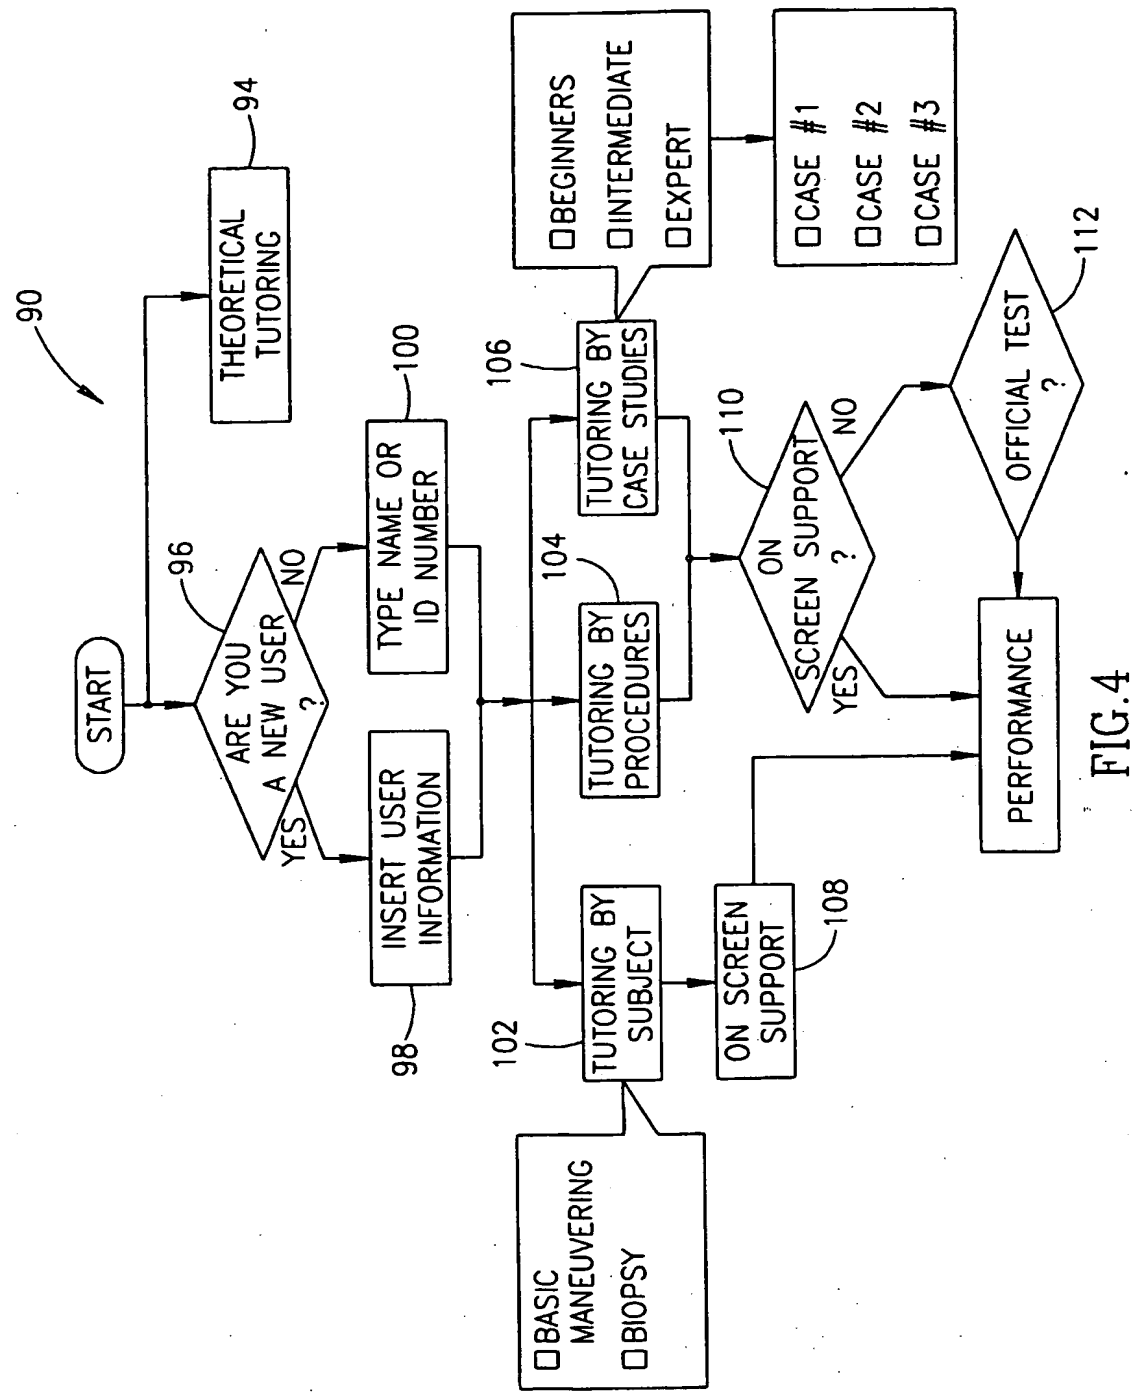 90
START
94
THEORETICAL
TUTORING
96
ARE YOU
A NEW USER
?
YES
NO
98
INSERT USER
INFORMATION
100
TYPE NAME OR
ID NUMBER
BASIC
MANEUVERING
BIOPSY
102
TUTORING BY
SUBJECT
104
TUTORING BY
PROCEDURES
106
TUTORING BY
CASE STUDIES
BEGINNERS
INTERMEDIATE
EXPERT
CASE #1
CASE #2
CASE #3
ON SCREEN
SUPPORT
108
110
ON
SCREEN SUPPORT
?
YES
NO
112
OFFICIAL TEST
?
PERFORMANCE
FIG.4